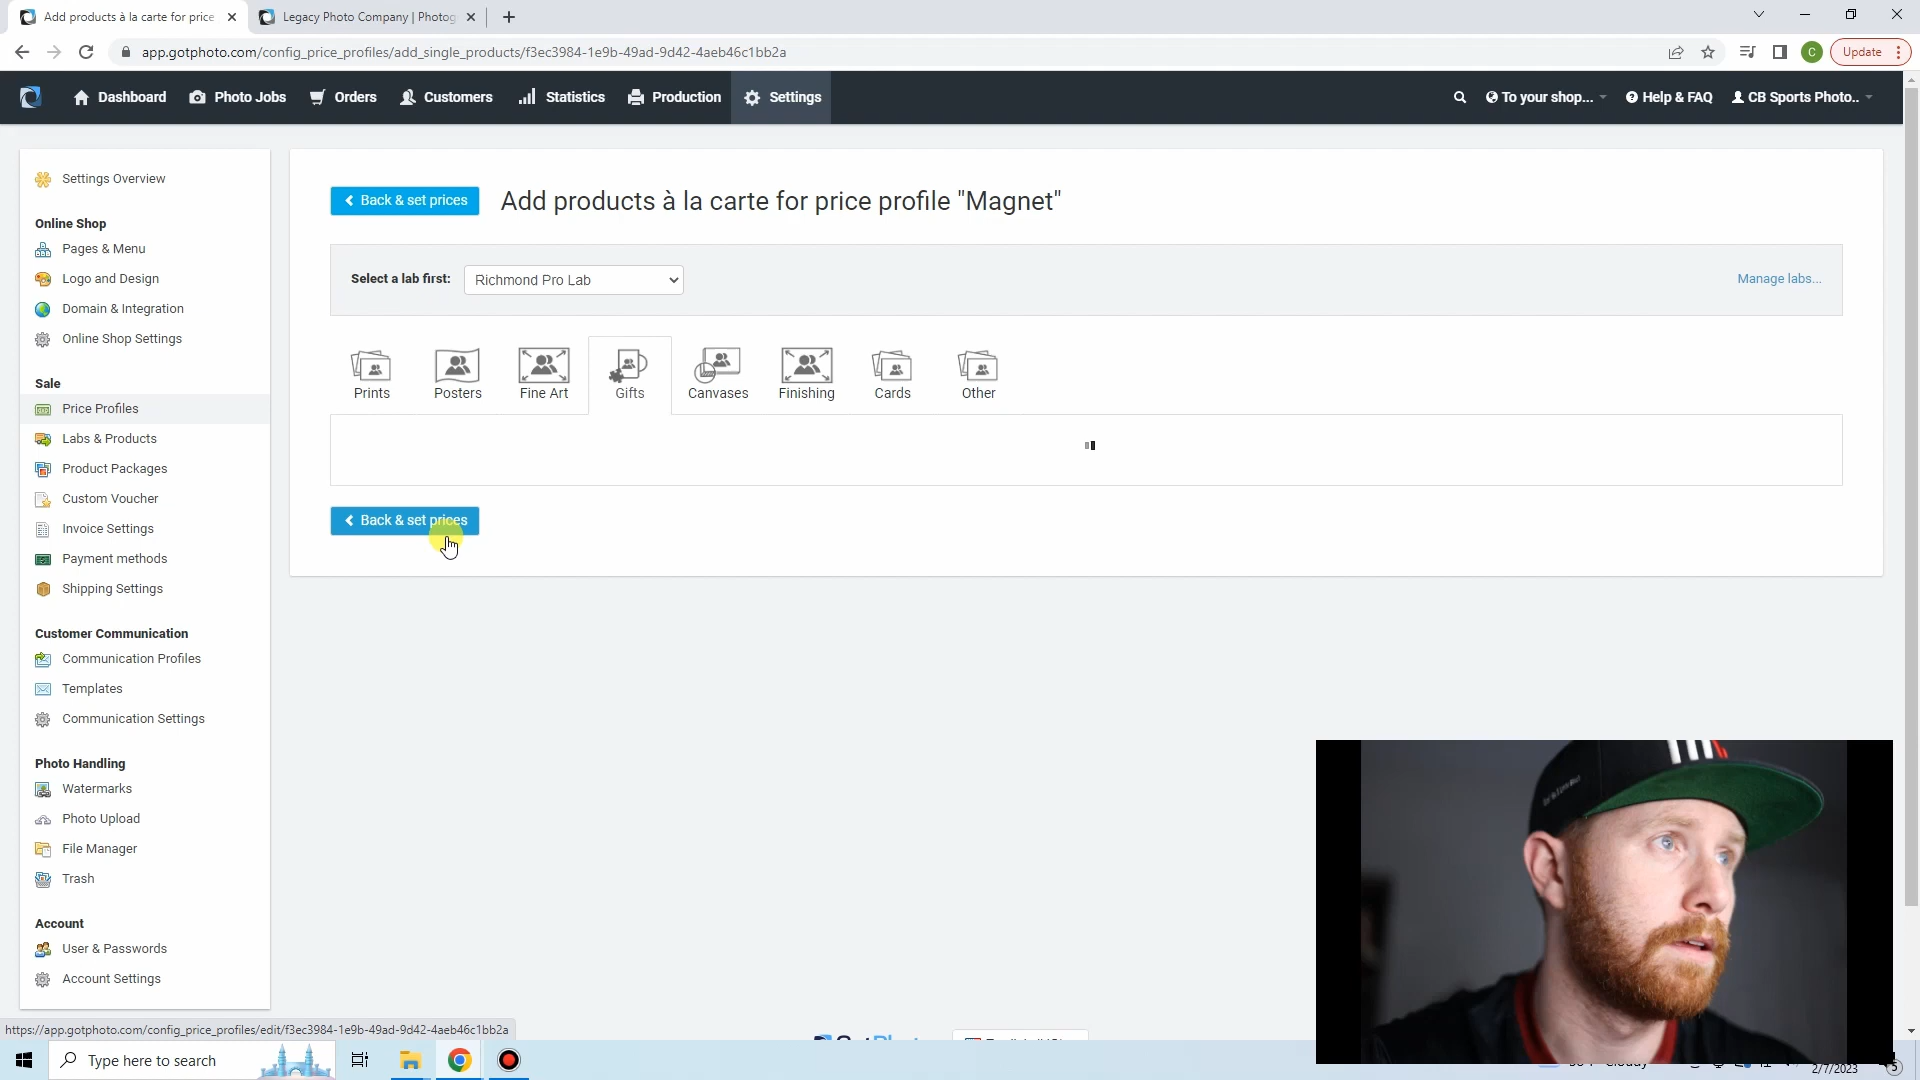 Add products à la carte for price
Legacy Photo Company | Photog
app.gotphoto.com/config_price_profiles/add_single_products/f3ec3984-1e9b-49ad-9d42-4aeb46c1bb2a
C
Update
Dashboard
Photo Jobs
Orders
Customers
Statistics
Production
Settings
To your shop...
Help & FAQ
CB Sports Photo..
Settings Overview
Online Shop
Pages & Menu
Logo and Design
Domain & Integration
Online Shop Settings
Sale
Price Profiles
Labs & Products
Product Packages
Custom Voucher
Invoice Settings
Payment methods
Shipping Settings
Customer Communication
Communication Profiles
Templates
Communication Settings
Photo Handling
Watermarks
Photo Upload
File Manager
Trash
Account
User & Passwords
Account Settings
Back & set prices
Add products à la carte for price profile "Magnet"
Select a lab first:
Richmond Pro Lab
Manage labs...
Prints
Posters
Fine Art
Gifts
Canvases
Finishing
Cards
Other
Back & set prices
https://app.gotphoto.com/config_price_profiles/edit/f3ec3984-1e9b-49ad-9d42-4aeb46c1bb2a
Type here to search
2/7/2023
5